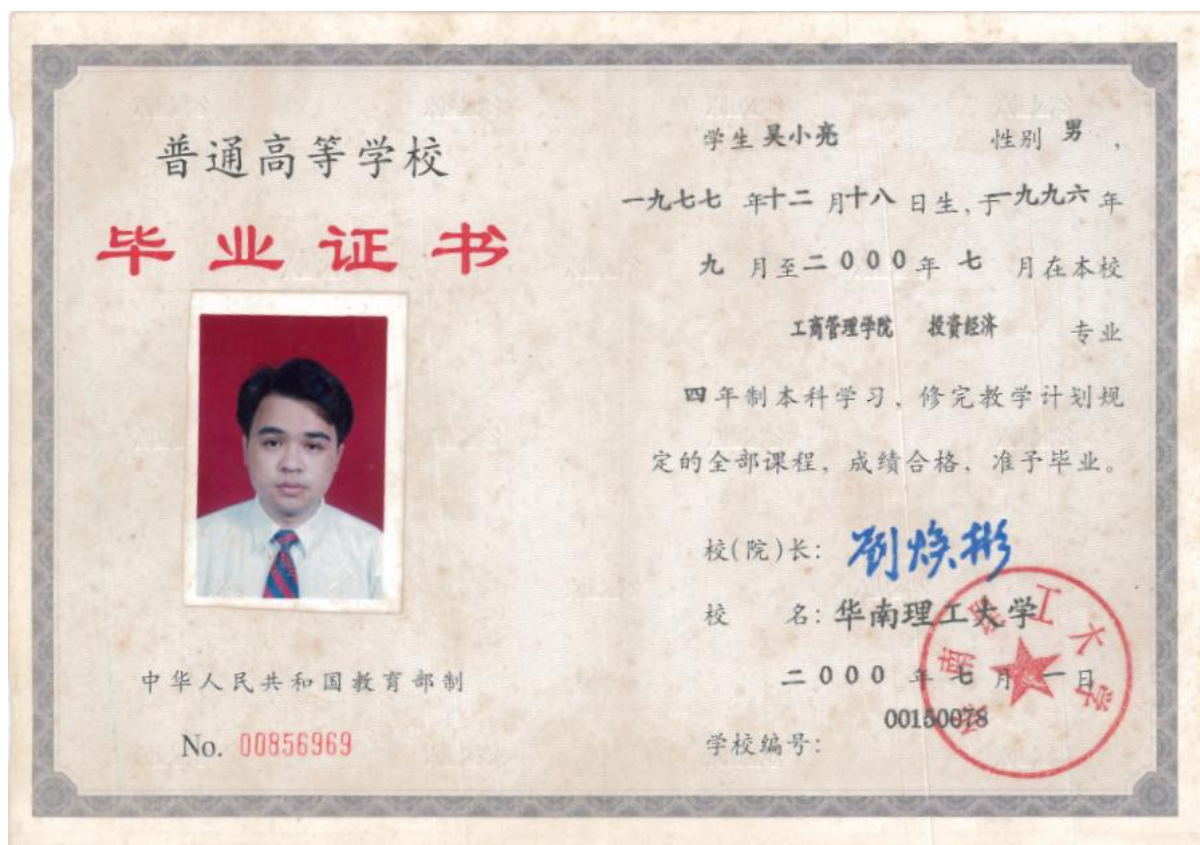 普通高等学校
毕业证书
中华人民共和国教育部制
No. 00856969
学生 吴小亮 性别 男，
一九七七 年十二 月十八 日生，于一九九六 年
九 月至二000年 七 月在本校
工商管理学院 投资经济 专业
四年制本科学习，修完教学计划规
定的全部课程，成绩合格，准予毕业。
校(院)长： 刘焕彬
校 名：华南理工大学
二000 年 七 月 一日
00150078
学校编号：
华南理工大学